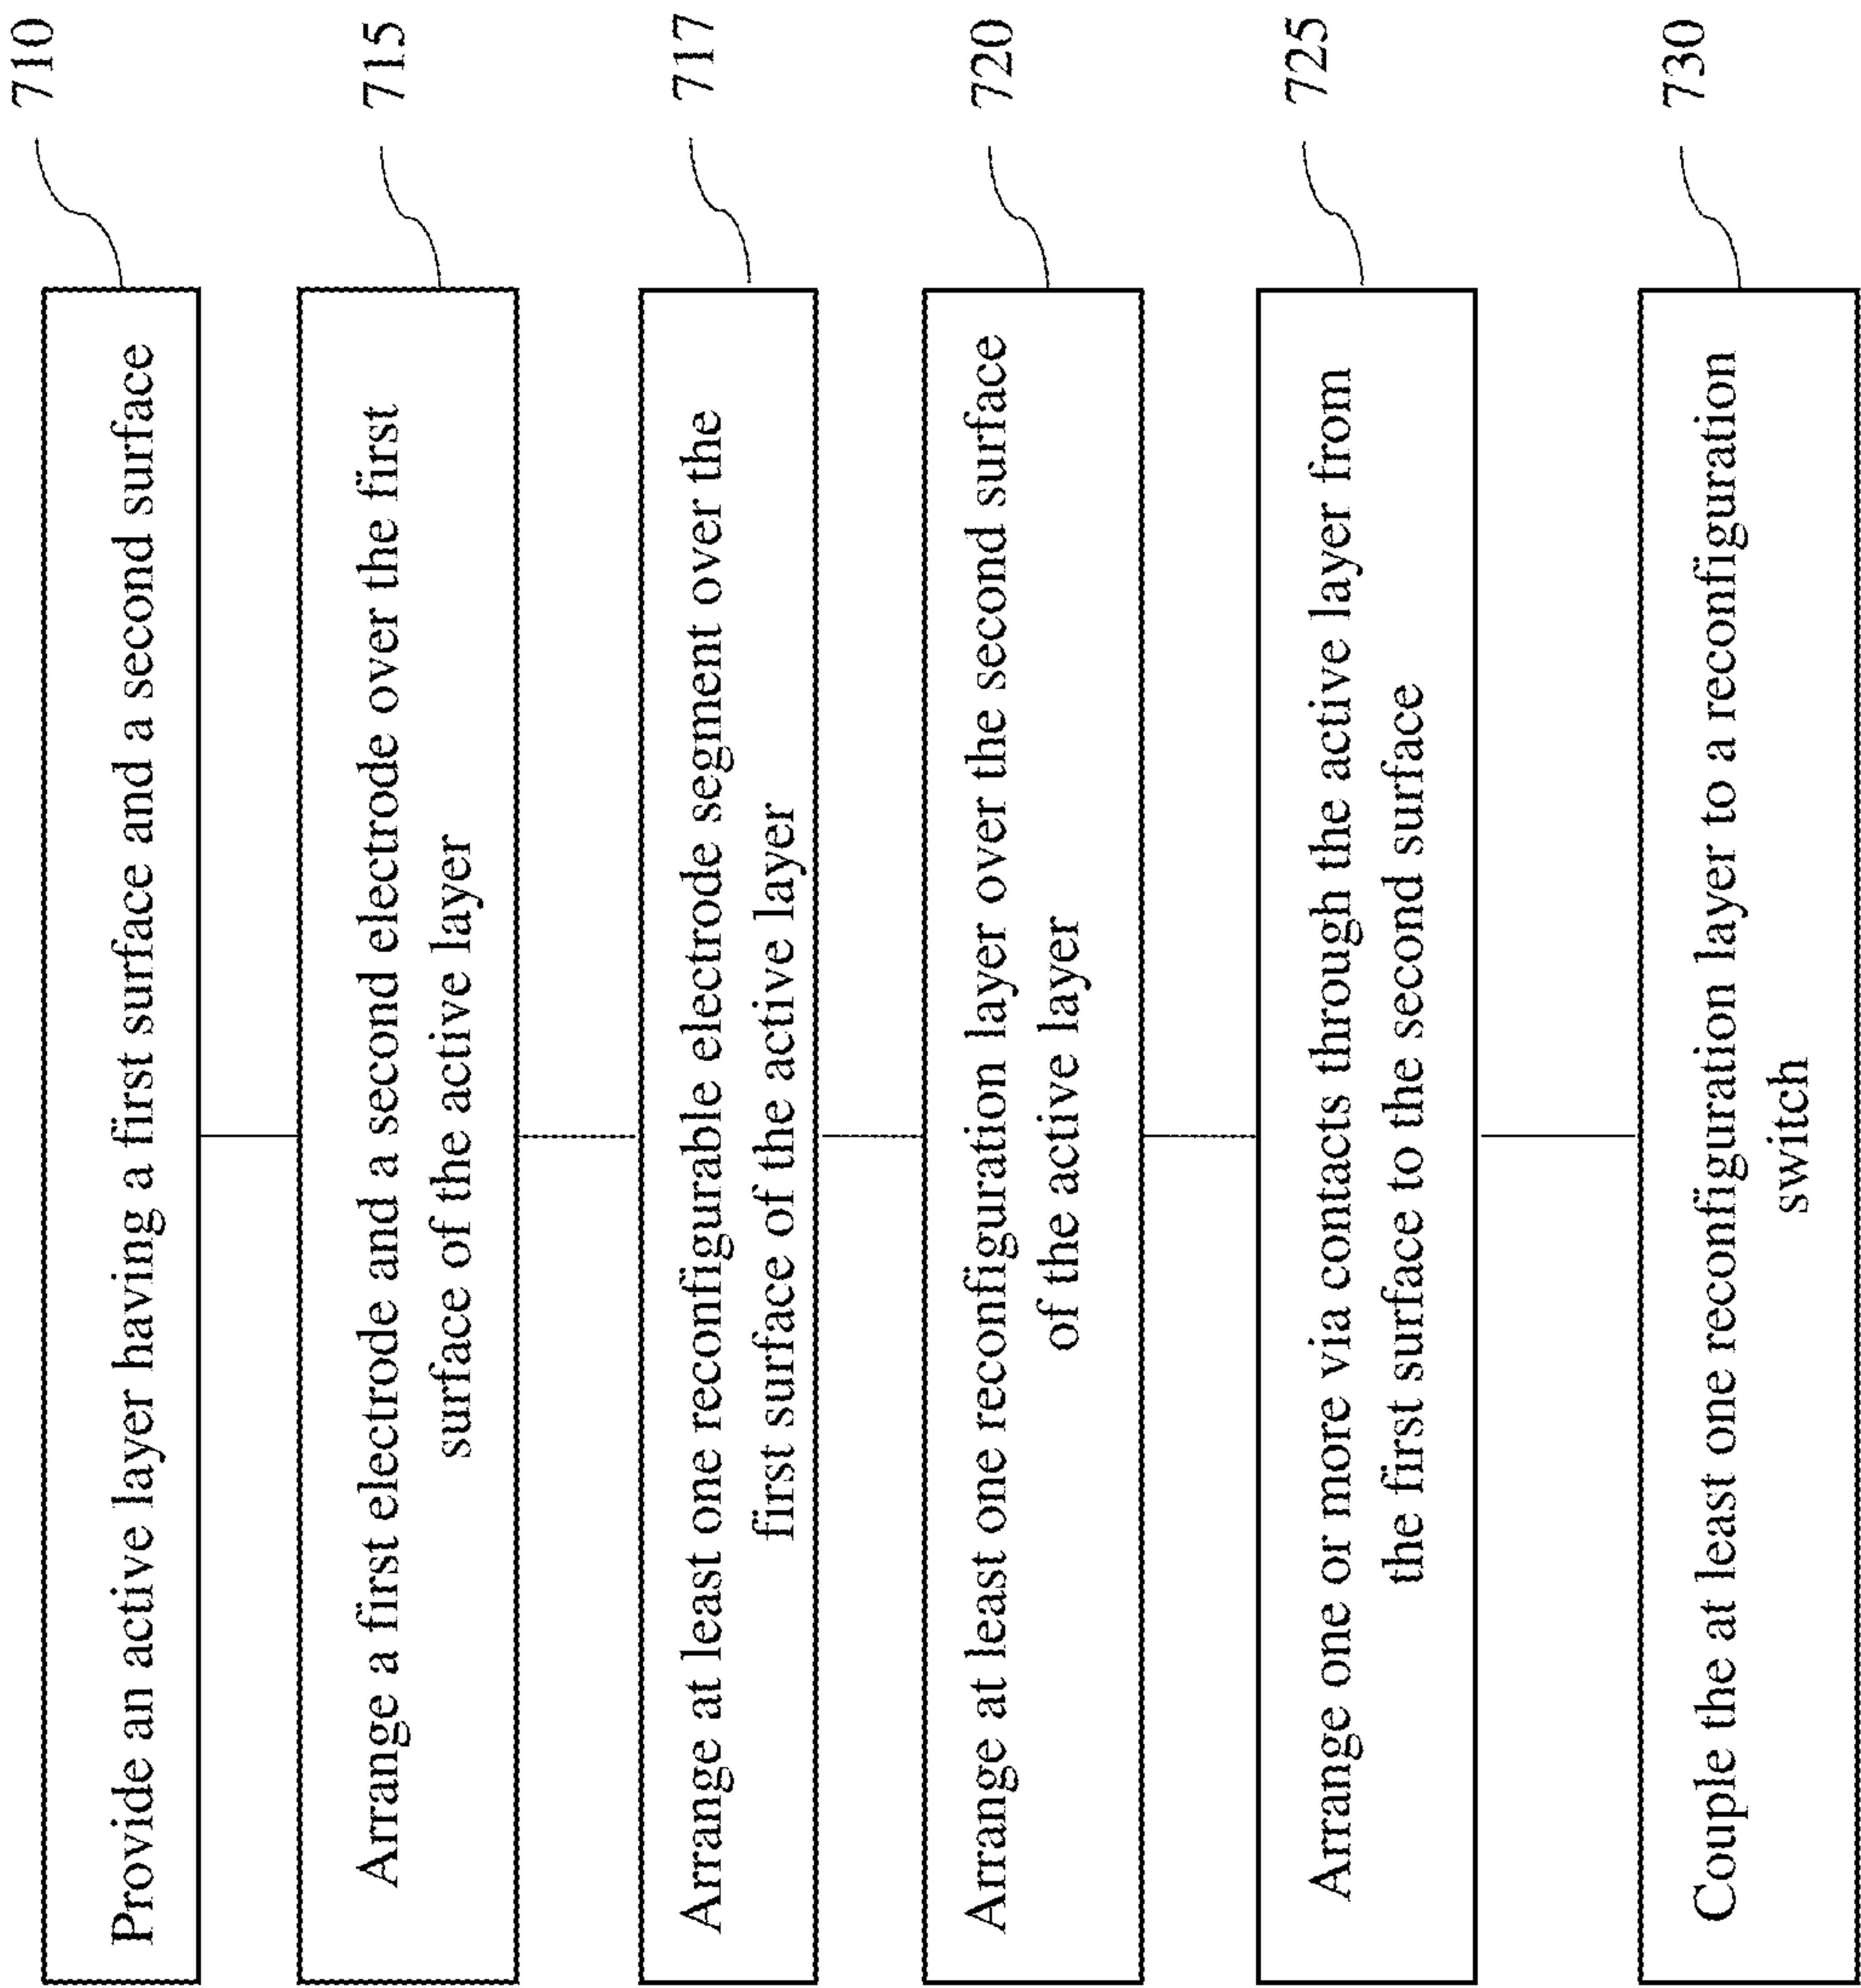 Provide an active layer having a first surface and a second surface
710
Arrange a first electrode and a second electrode over the first
surface of the active layer
715
Arrange at least one reconfigurable electrode segment over the
first surface of the active layer
717
Arrange at least one reconfiguration layer over the second surface
of the active layer
720
Arrange one or more via contacts through the active layer from
the first surface to the second surface
725
Couple the at least one reconfiguration layer to a reconfiguration
switch
730